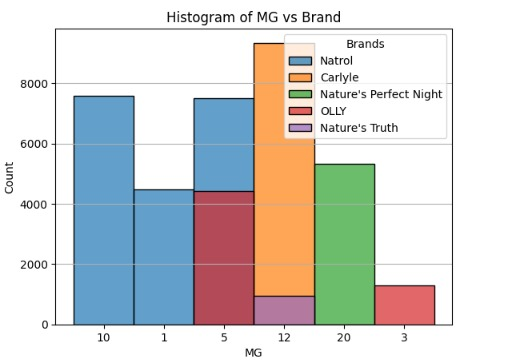 Histogram of MG vs Brand
Brands
Natrol
Carlyle
Nature's Perfect Night
OLLY
Nature's Truth
Count
8000
6000
4000
2000
0
10 1 5 12 20 3
MG